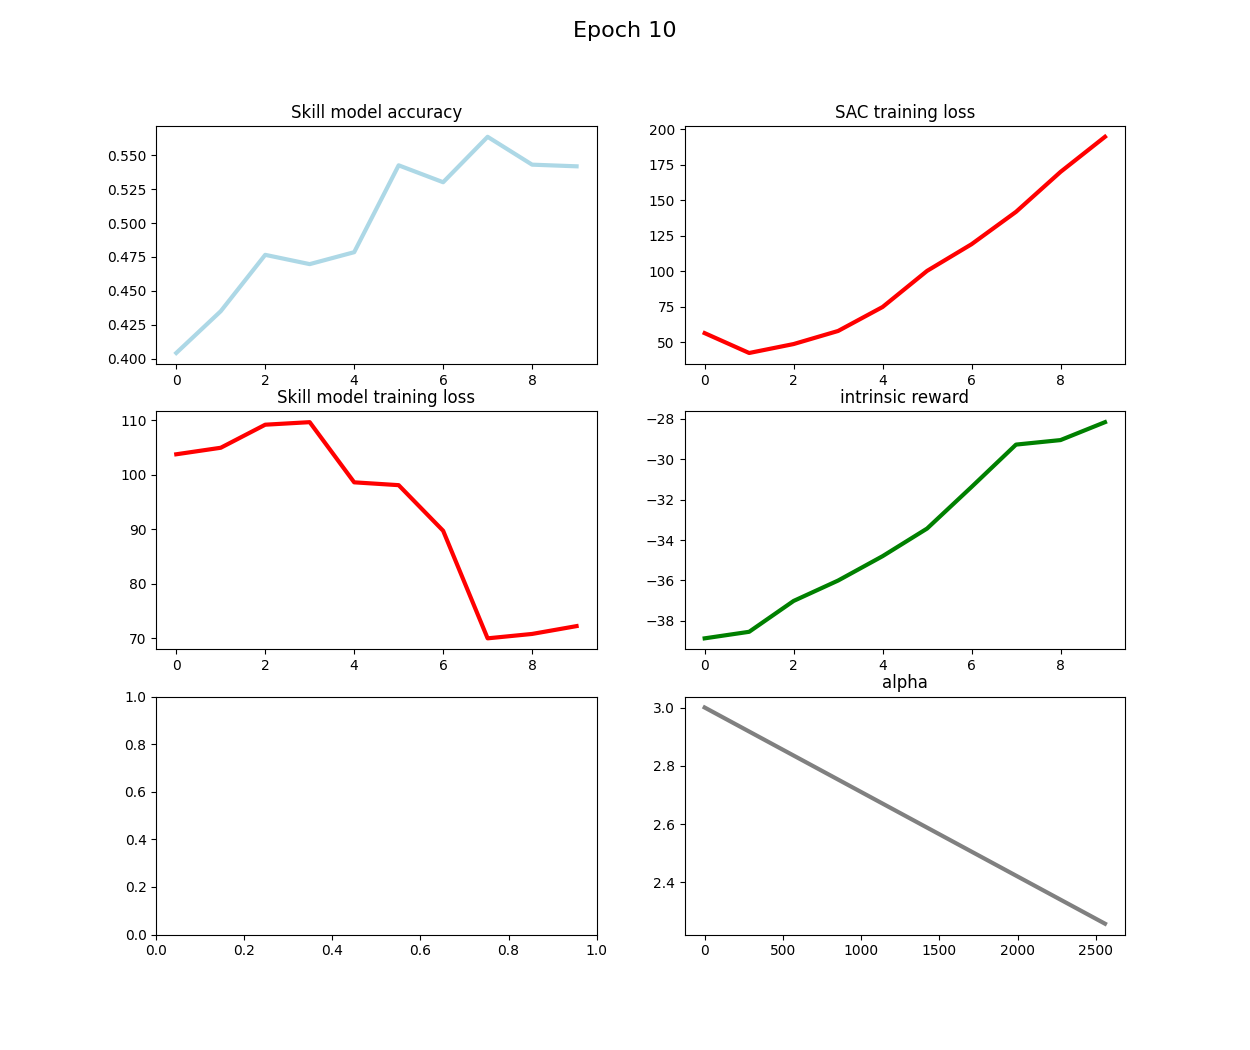 Epoch 10
Skill model accuracy
0.550
0.525
0.500
0.475
0.450
0.425
0.400
0 2 4 6 8
SAC training loss
200
175
150
125
100
75
50
0 2 4 6 8
Skill model training loss
110
100
90
80
70
0 2 4 6 8
intrinsic reward
−28
−30
−32
−34
−36
−38
0 2 4 6 8
1.0
0.8
0.6
0.4
0.2
0.0
0.0 0.2 0.4 0.6 0.8 1.0
alpha
3.0
2.8
2.6
2.4
0 500 1000 1500 2000 2500